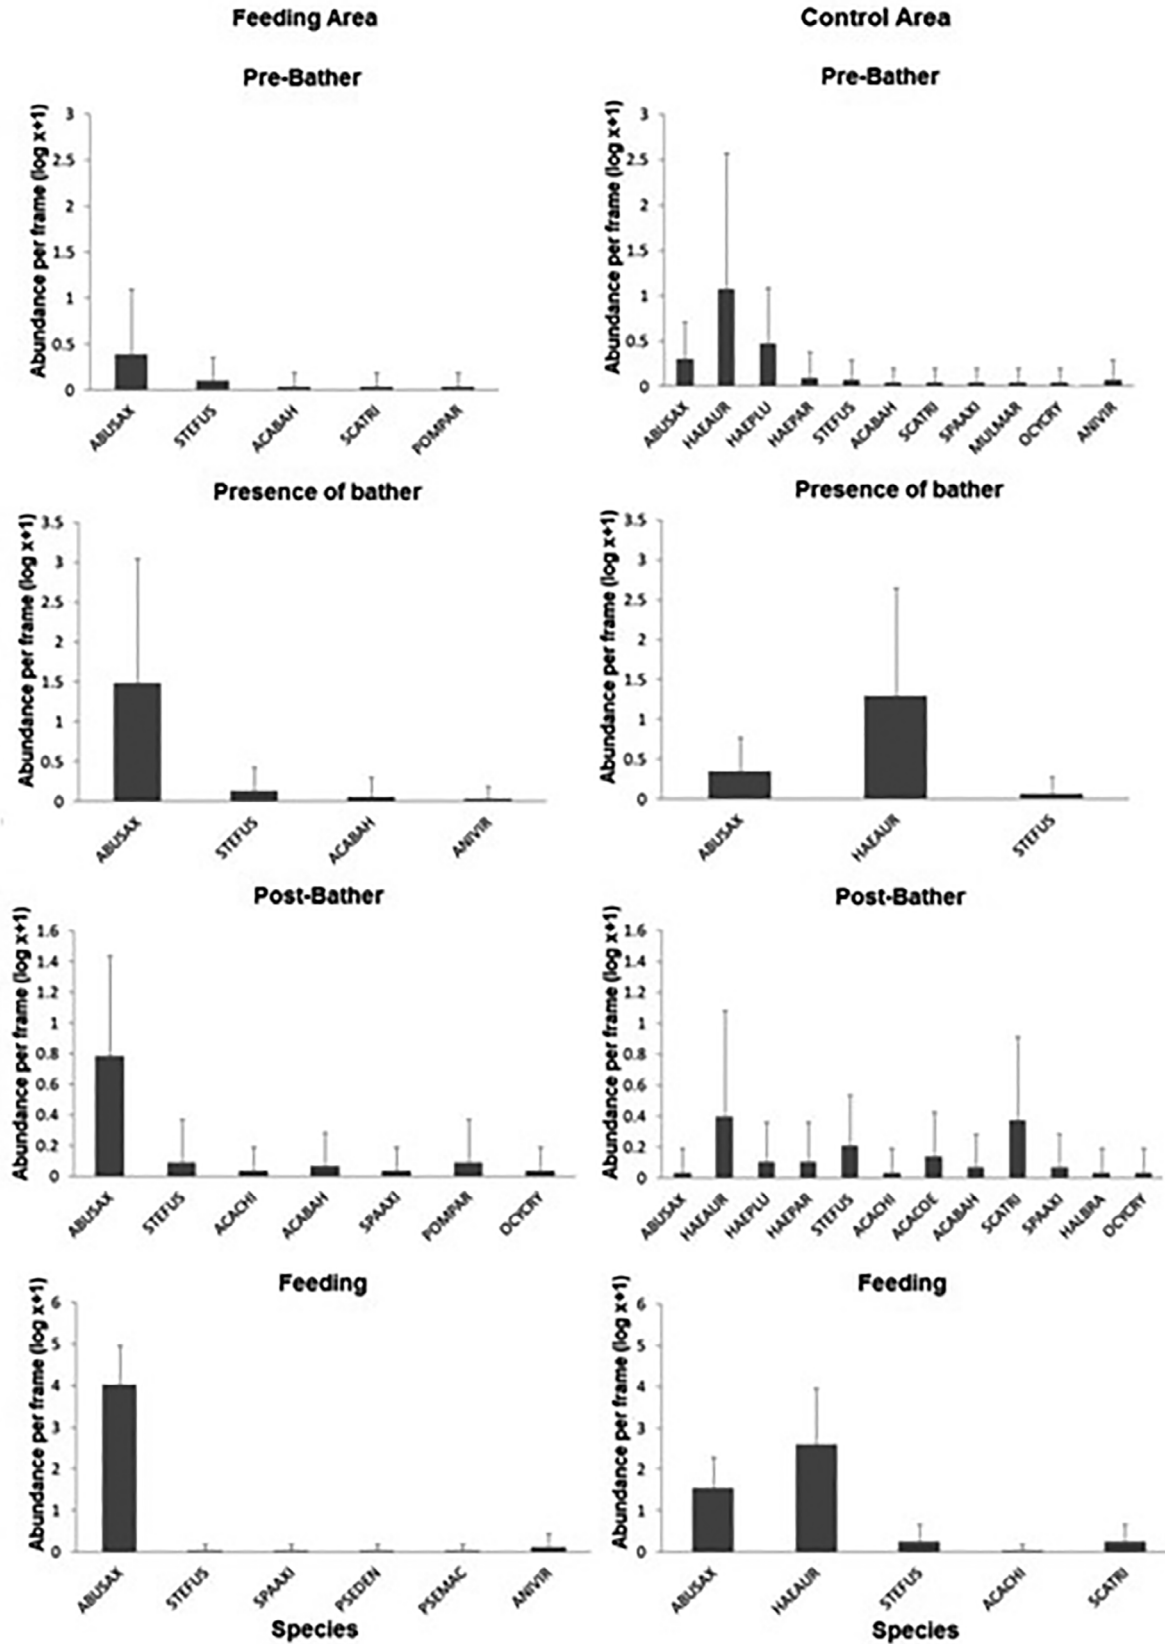 Feeding Area
Control Area
Pre-Bather
Abundance per frame (log x+1)
3
2.5
2
1.5
1
0.5
0
ABUSAX STEFUS ACABAH SCATRI POMPAR
Pre-Bather
Abundance per frame (log x+1)
3
2.5
2
1.5
1
0.5
0
ABUSAX HAEAUR HAEPLU HAEPAR STEFUS ACABAH SCATRI SPAAXI MULMAR OCYCRY ANIVIR
Presence of bather
Abundance per frame (log x+1)
3.5
3
2.5
2
1.5
1
0.5
0
ABUSAX STEFUS ACABAH ANIVIR
Presence of bather
Abundance per frame (log x+1)
3.5
3
2.5
2
1.5
1
0.5
0
ABUSAX HAEAUR STEFUS
Post-Bather
Abundance per frame (log x+1)
1.6
1.4
1.2
1
0.8
0.6
0.4
0.2
0
ABUSAX STEFUS ACACHI ACABAH SPAAXI POMPAR OCYCRY
Post-Bather
Abundance per frame (log x+1)
1.6
1.4
1.2
1
0.8
0.6
0.4
0.2
0
ABUSAX HAEAUR HAEPLU HAEPAR STEFUS ACACHI ACACOE ACABAH SCATRI SPAAXI HALBRA OCYCRY
Feeding
Abundance per frame (log x+1)
6
5
4
3
2
1
0
ABUSAX STEFUS SPAAXI PSEDEN PSEMAC ANIVIR
Species
Feeding
Abundance per frame (log x+1)
6
5
4
3
2
1
0
ABUSAX HAEAUR STEFUS ACACHI SCATRI
Species